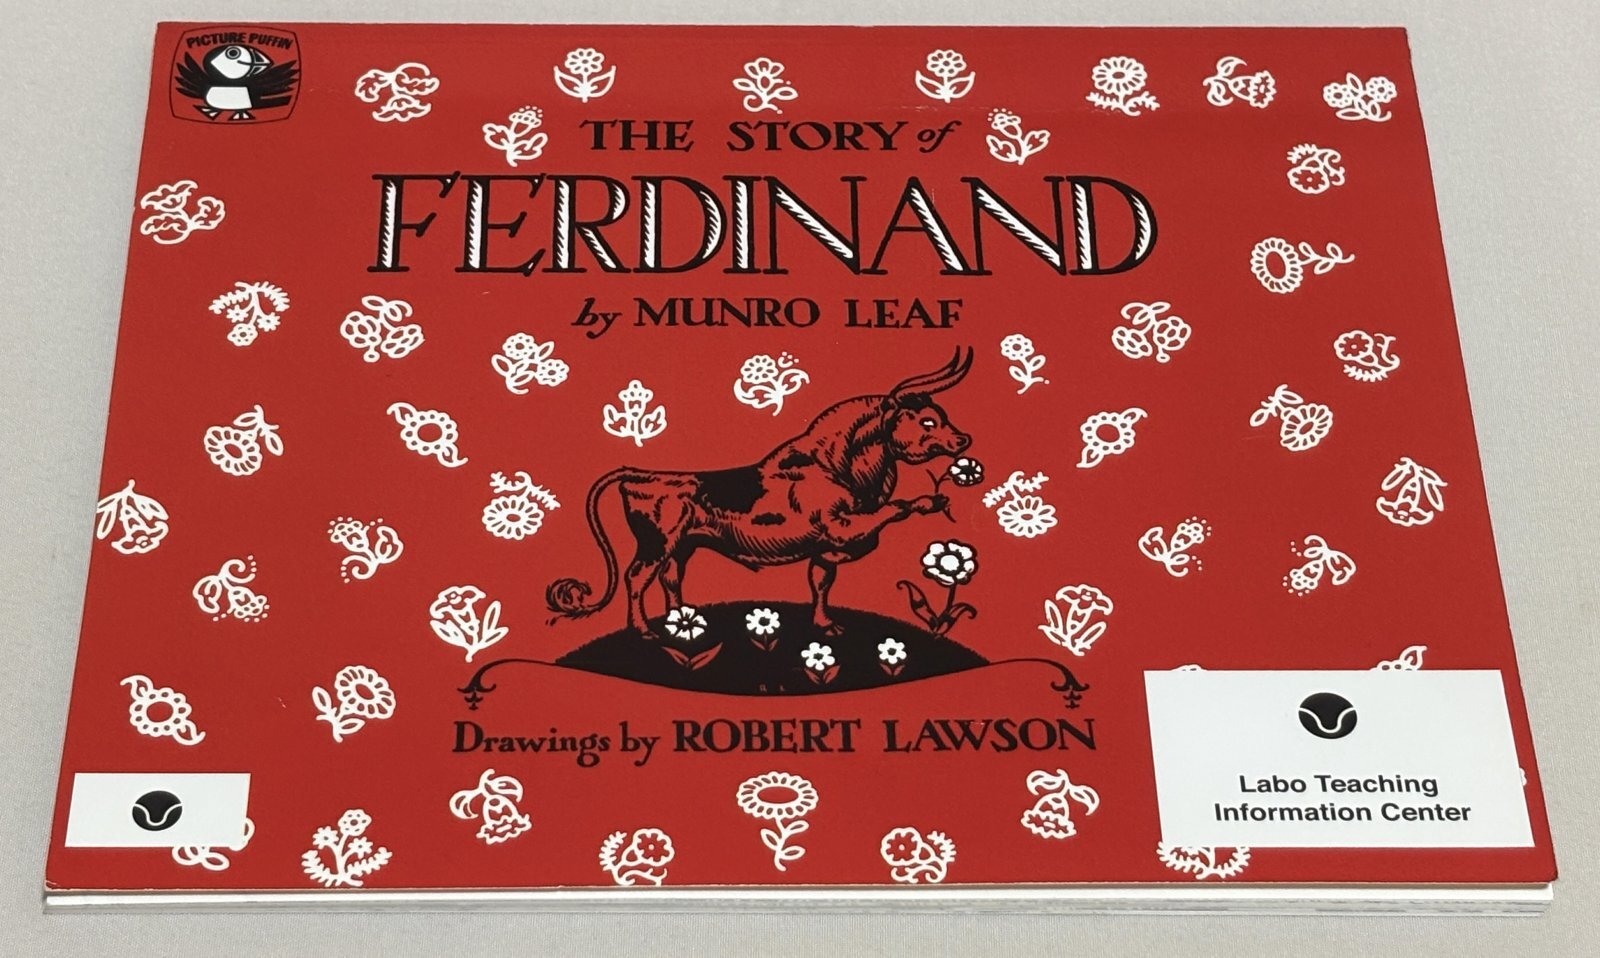 PICTURE PUFFIN
THE STORY of
FERDINAND
by MUNRO LEAF
Drawings by ROBERT LAWSON
Labo Teaching
Information Center